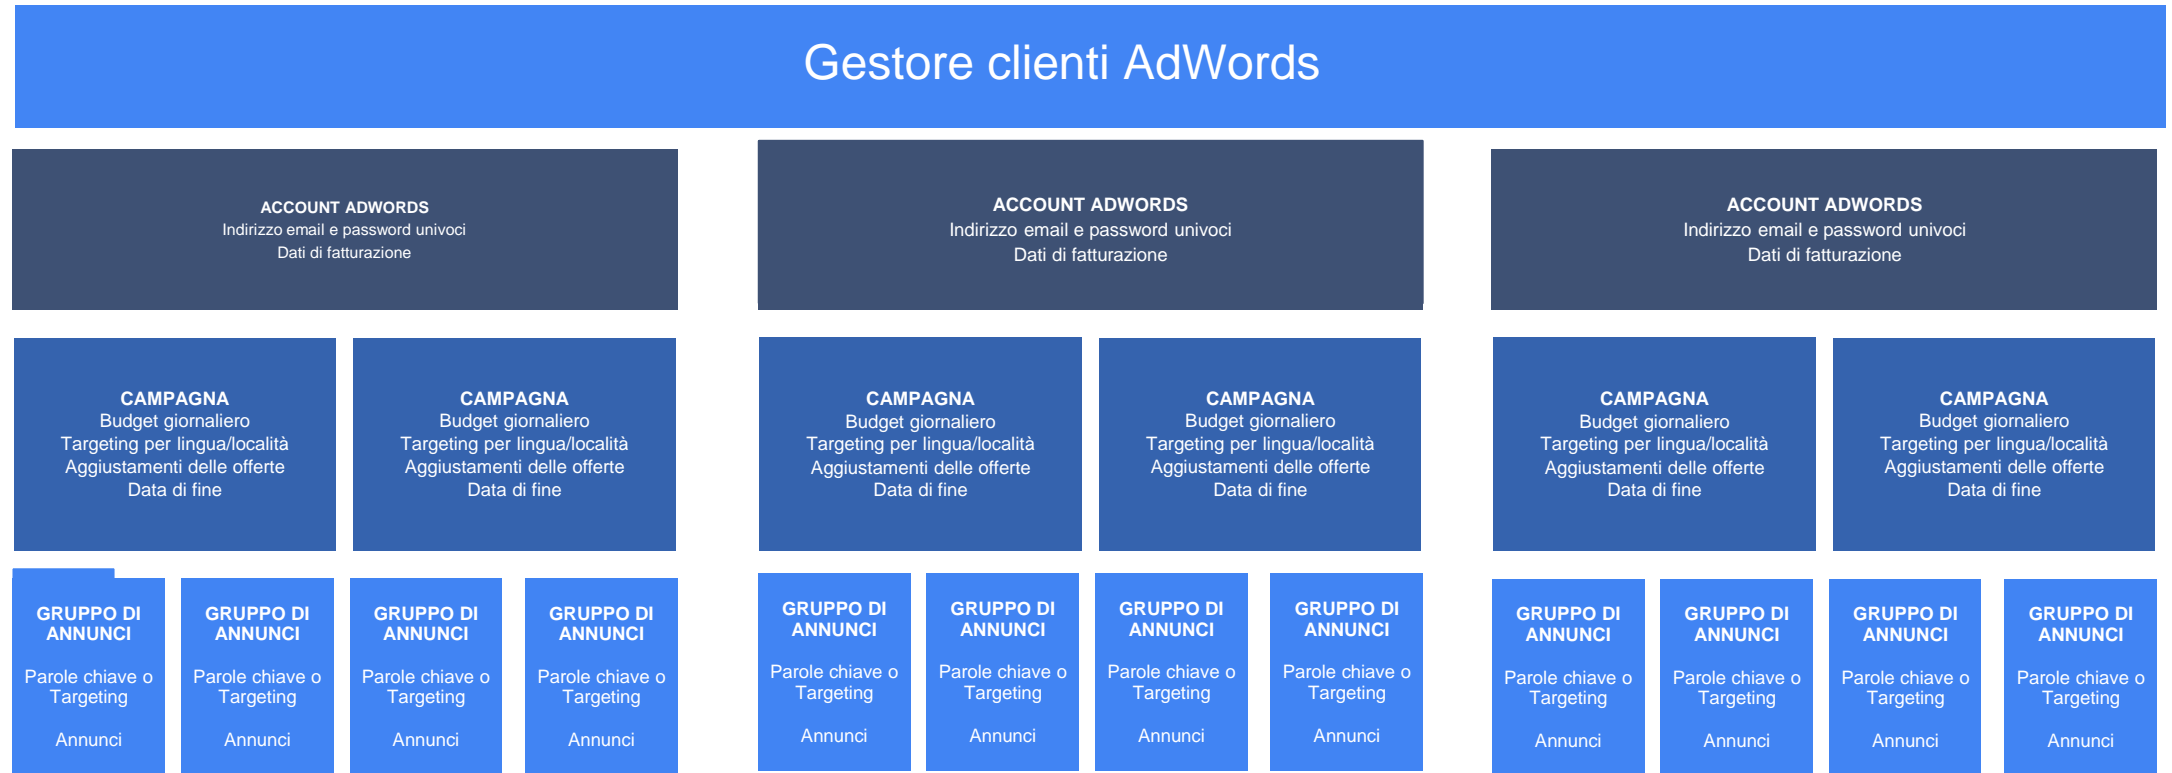 Gestore clienti AdWords
ACCOUNT ADWORDS
Indirizzo email e password univoci
Dati di fatturazione
ACCOUNT ADWORDS
Indirizzo email e password univoci
Dati di fatturazione
ACCOUNT ADWORDS
Indirizzo email e password univoci
Dati di fatturazione
CAMPAGNA
Budget giornaliero
Targeting per lingua/località
Aggiustamenti delle offerte
Data di fine
CAMPAGNA
Budget giornaliero
Targeting per lingua/località
Aggiustamenti delle offerte
Data di fine
CAMPAGNA
Budget giornaliero
Targeting per lingua/località
Aggiustamenti delle offerte
Data di fine
CAMPAGNA
Budget giornaliero
Targeting per lingua/località
Aggiustamenti delle offerte
Data di fine
CAMPAGNA
Budget giornaliero
Targeting per lingua/località
Aggiustamenti delle offerte
Data di fine
CAMPAGNA
Budget giornaliero
Targeting per lingua/località
Aggiustamenti delle offerte
Data di fine
GRUPPO DI
ANNUNCI
Parole chiave o
Targeting
Annunci
GRUPPO DI
ANNUNCI
Parole chiave o
Targeting
Annunci
GRUPPO DI
ANNUNCI
Parole chiave o
Targeting
Annunci
GRUPPO DI
ANNUNCI
Parole chiave o
Targeting
Annunci
GRUPPO DI
ANNUNCI
Parole chiave o
Targeting
Annunci
GRUPPO DI
ANNUNCI
Parole chiave o
Targeting
Annunci
GRUPPO DI
ANNUNCI
Parole chiave o
Targeting
Annunci
GRUPPO DI
ANNUNCI
Parole chiave o
Targeting
Annunci
GRUPPO DI
ANNUNCI
Parole chiave o
Targeting
Annunci
GRUPPO DI
ANNUNCI
Parole chiave o
Targeting
Annunci
GRUPPO DI
ANNUNCI
Parole chiave o
Targeting
Annunci
GRUPPO DI
ANNUNCI
Parole chiave o
Targeting
Annunci